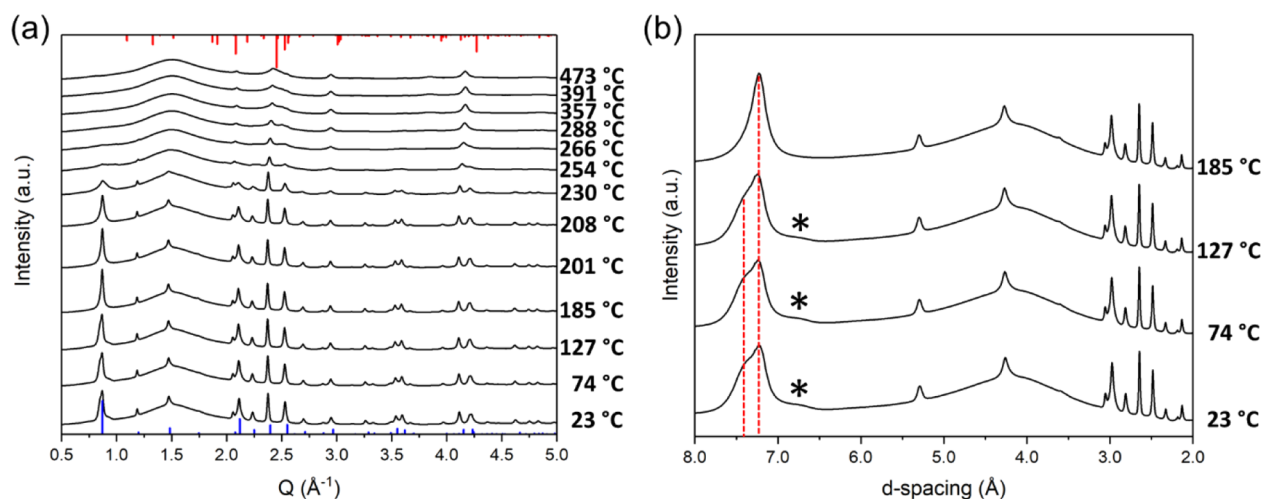 (a)
Intensity (a.u.)
473 °C
391 °C
357 °C
288 °C
266 °C
254 °C
230 °C
208 °C
201 °C
185 °C
127 °C
74 °C
23 °C
0.5 1.0 1.5 2.0 2.5 3.0 3.5 4.0 4.5 5.0
Q (Å-1)
(b)
Intensity (a.u.)
185 °C
*
127 °C
*
74 °C
*
23 °C
8.0 7.0 6.0 5.0 4.0 3.0 2.0
d-spacing (Å)